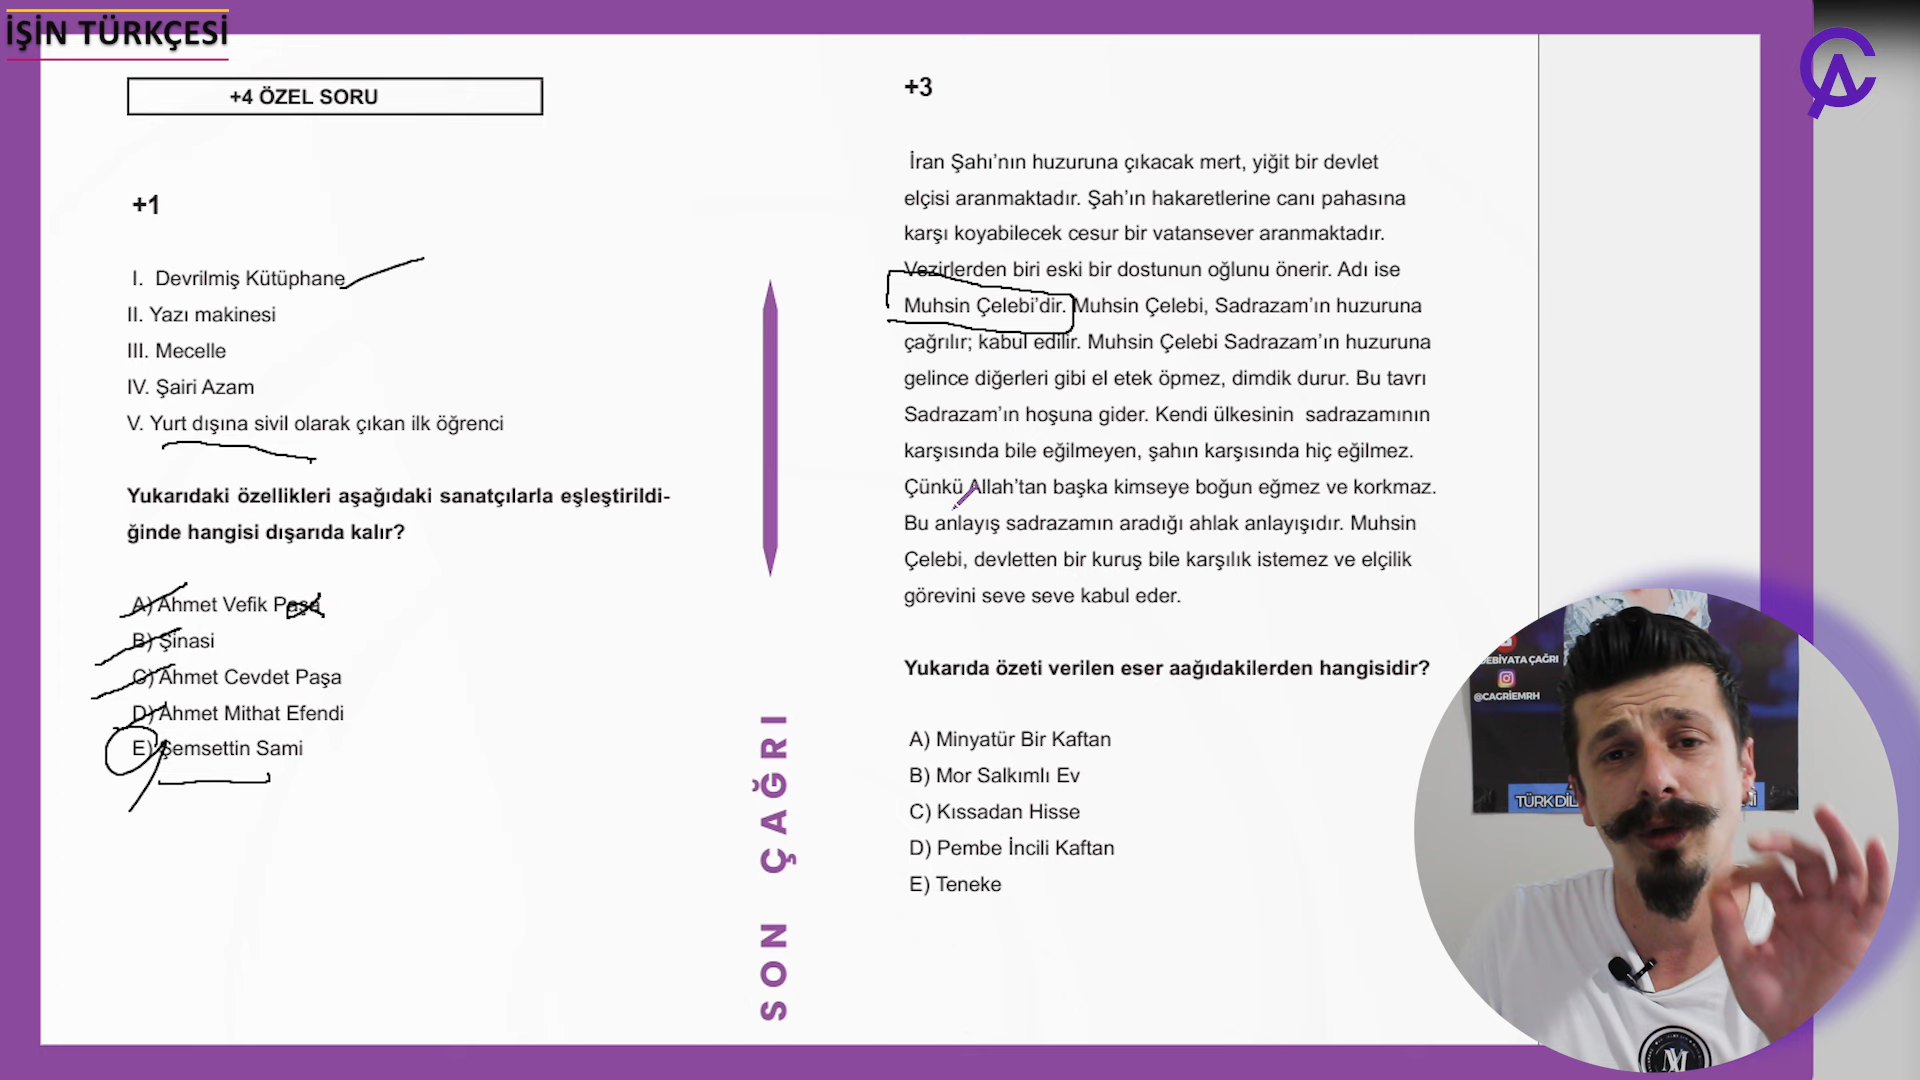 İŞİN TÜRKÇESİ
+4 ÖZEL SORU
+1
I. Devrilmiş Kütüphane
II. Yazı makinesi
III. Mecelle
IV. Şairi Azam
V. Yurt dışına sivil olarak çıkan ilk öğrenci
Yukarıdaki özellikleri aşağıdaki sanatçılarla eşleştirildi-
ğinde hangisi dışarıda kalır?
A) Ahmet Vefik Paşa
B) Şinasi
C) Ahmet Cevdet Paşa
D) Ahmet Mithat Efendi
E) Şemsettin Sami
SON ÇAĞRI
+3
İran Şahı’nın huzuruna çıkacak mert, yiğit bir devlet
elçisi aranmaktadır. Şah’ın hakaretlerine canı pahasına
karşı koyabilecek cesur bir vatansever aranmaktadır.
Vezirlerden biri eski bir dostunun oğlunu önerir. Adı ise
Muhsin Çelebi’dir. Muhsin Çelebi, Sadrazam’ın huzuruna
çağrılır; kabul edilir. Muhsin Çelebi Sadrazam’ın huzuruna
gelince diğerleri gibi el etek öpmez, dimdik durur. Bu tavrı
Sadrazam’ın hoşuna gider. Kendi ülkesinin sadrazamının
karşısında bile eğilmeyen, şahın karşısında hiç eğilmez.
Çünkü Allah’tan başka kimseye boğun eğmez ve korkmaz.
Bu anlayış sadrazamın aradığı ahlak anlayışıdır. Muhsin
Çelebi, devletten bir kuruş bile karşılık istemez ve elçilik
görevini seve seve kabul eder.
Yukarıda özeti verilen eser aağıdakilerden hangisidir?
A) Minyatür Bir Kaftan
B) Mor Salkımlı Ev
C) Kıssadan Hisse
D) Pembe İncili Kaftan
E) Teneke
EBİYATA ÇAĞRI
@CAGRIEMRH
TÜRK DİL